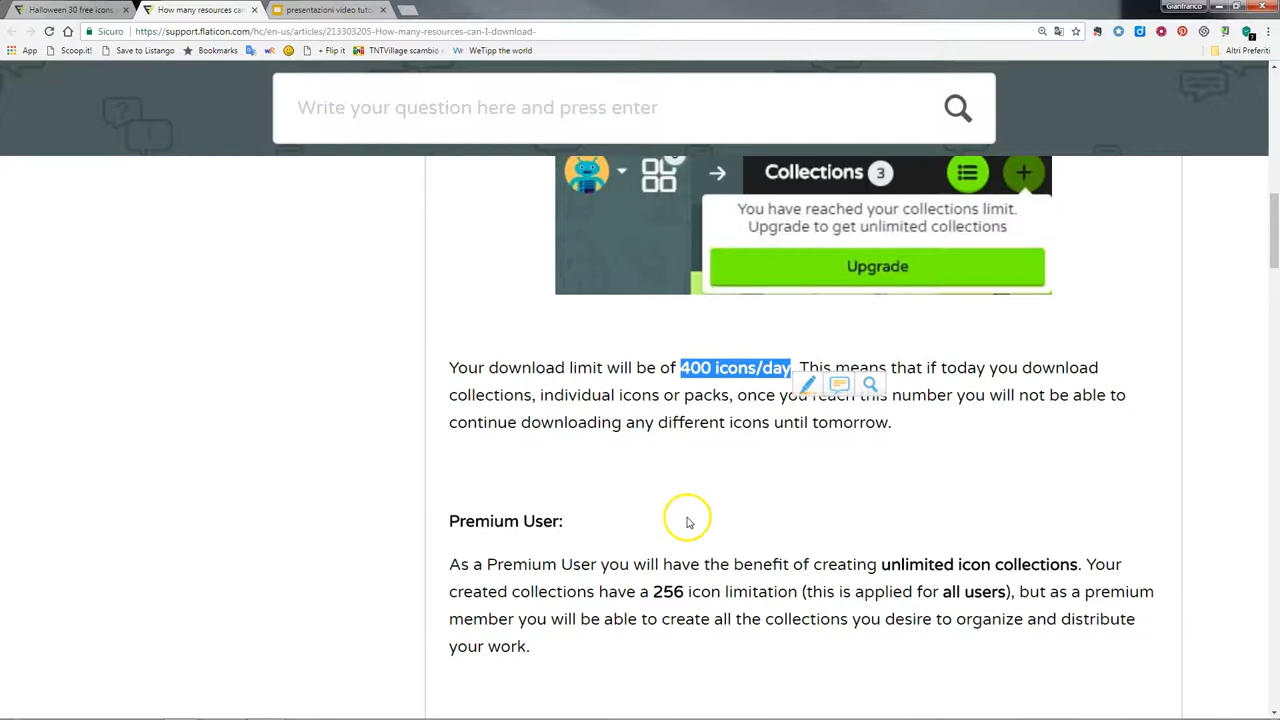 Halloween 30 free icons
How many resources can
presentazioni video tuto
Gianfranco
Sicuro
https://support.flaticon.com/hc/en-us/articles/213303205-How-many-resources-can-I-download-
App
Scoop.it!
Save to Listango
Bookmarks
+ Flip it
TNTVillage scambio
WeTipp the world
Altri Preferiti
Write your question here and press enter
Collections 3
You have reached your collections limit.
Upgrade to get unlimited collections
Upgrade
Your download limit will be of 400 icons/day. This means that if today you download
collections, individual icons or packs, once you reach this number you will not be able to
continue downloading any different icons until tomorrow.
Premium User:
As a Premium User you will have the benefit of creating unlimited icon collections. Your
created collections have a 256 icon limitation (this is applied for all users), but as a premium
member you will be able to create all the collections you desire to organize and distribute
your work.